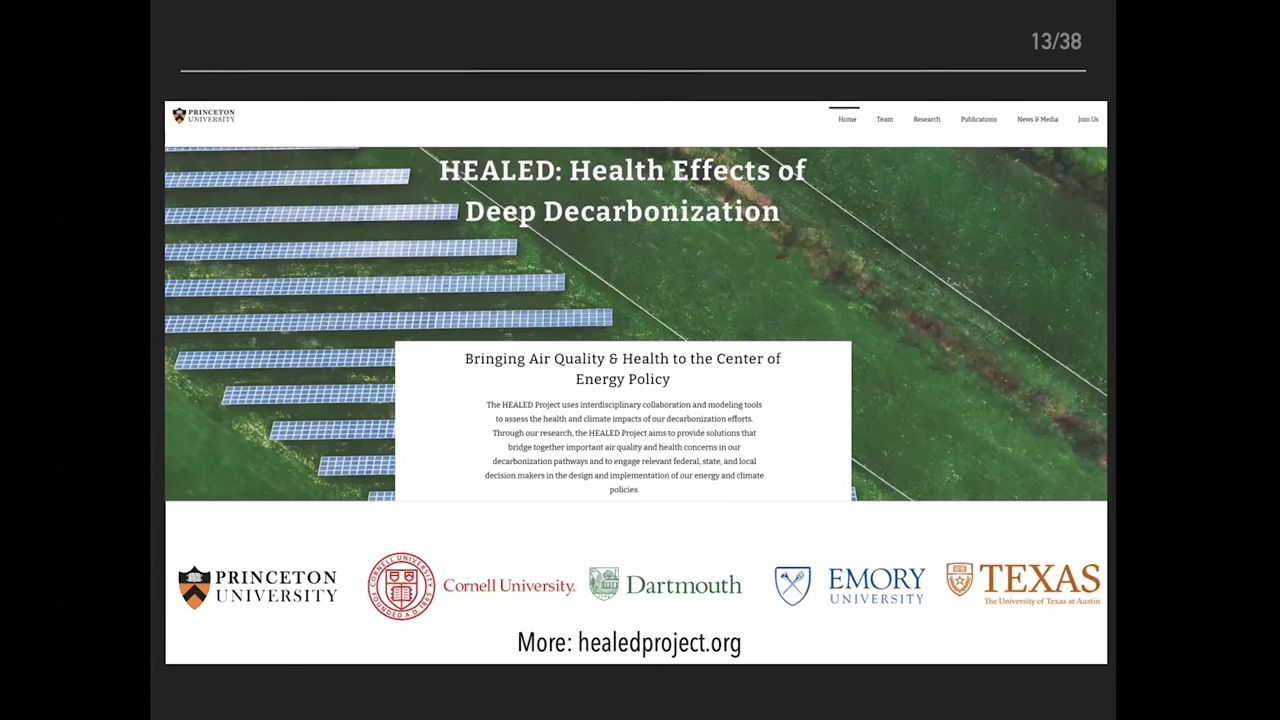 13/38
PRINCETON
UNIVERSITY
Home Team Research Publications News & Media Join Us
HEALED: Health Effects of
Deep Decarbonization
Bringing Air Quality & Health to the Center of
Energy Policy
The HEALED Project uses interdisciplinary collaboration and modeling tools
to assess the health and climate impacts of our decarbonization efforts.
Through our research, the HEALED Project aims to provide solutions that
bridge together important air quality and health concerns in our
decarbonization pathways and to engage relevant federal, state, and local
decision makers in the design and implementation of our energy and climate
policies.
PRINCETON
UNIVERSITY
CORNELL UNIVERSITY
FOUNDED A.D. 1865
Cornell University®
Dartmouth
EMORY
UNIVERSITY
TEXAS
The University of Texas at Austin
More: healedproject.org